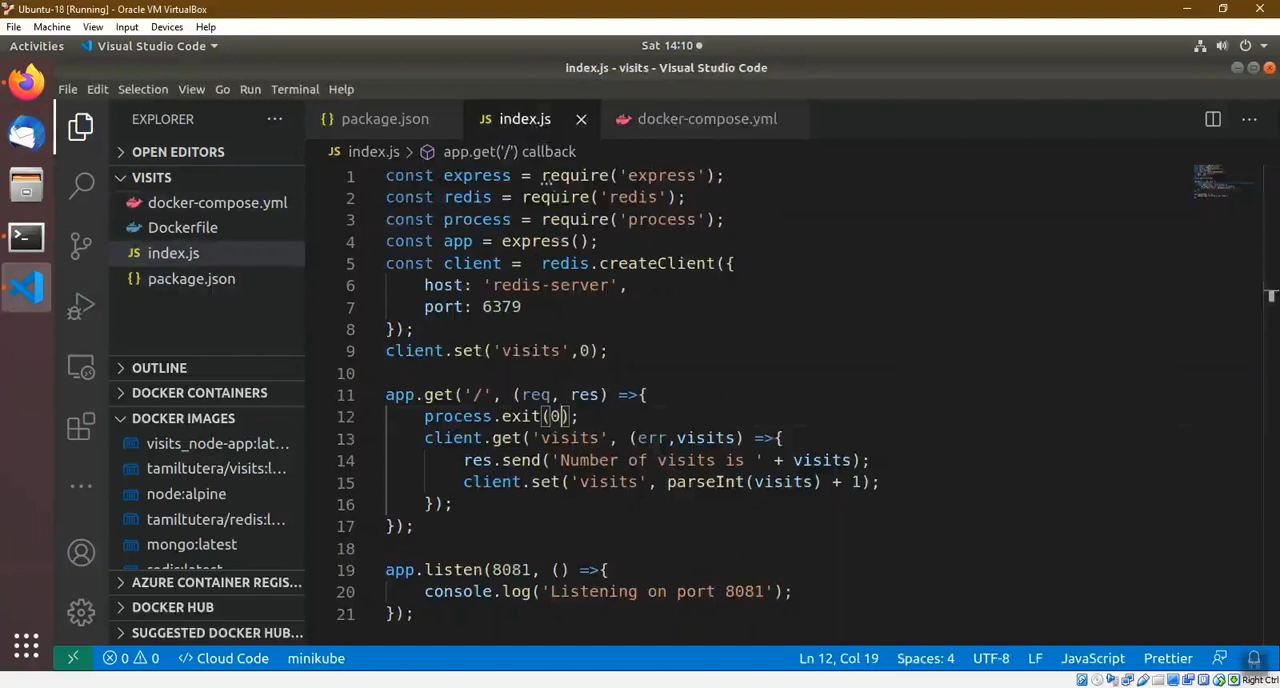 Ubuntu-18 [Running] - Oracle VM VirtualBox
File Machine View Input Devices Help
Activities Visual Studio Code Sat 14:10
index.js - visits - Visual Studio Code
File Edit Selection View Go Run Terminal Help
EXPLORER ... {} package.json JS index.js docker-compose.yml ...
OPEN EDITORS JS index.js > app.get('/') callback
VISITS
docker-compose.yml
Dockerfile
JS index.js
{} package.json
OUTLINE
DOCKER CONTAINERS
DOCKER IMAGES
visits_node-app:lat...
tamiltutera/visits:l...
node:alpine
tamiltutera/redis:l...
mongo:latest
redis:latest
AZURE CONTAINER REGIS...
DOCKER HUB
SUGGESTED DOCKER HUB...
1 const express = require('express');
2 const redis = require('redis');
3 const process = require('process');
4 const app = express();
5 const client =  redis.createClient({
6     host: 'redis-server',
7     port: 6379
8 });
9 client.set('visits',0);
10
11 app.get('/', (req, res) =>{
12     process.exit(0);
13     client.get('visits', (err,visits) =>{
14         res.send('Number of visits is ' + visits);
15         client.set('visits', parseInt(visits) + 1);
16     });
17 });
18
19 app.listen(8081, () =>{
20     console.log('Listening on port 8081');
21 });
0 0 Cloud Code minikube Ln 12, Col 19 Spaces: 4 UTF-8 LF JavaScript Prettier
Right Ctrl